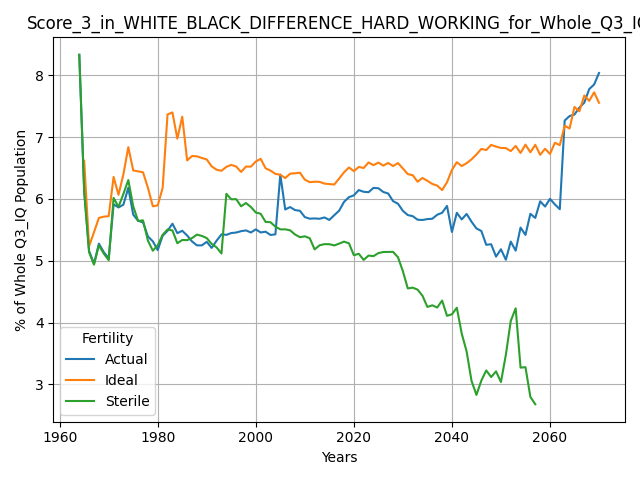 Score_3_in_WHITE_BLACK_DIFFERENCE_HARD_WORKING_for_Whole_Q3_IQ
% of Whole Q3_IQ Population
8
7
6
5
4
3
Fertility
Actual
Ideal
Sterile
1960 1980 2000 2020 2040 2060
Years